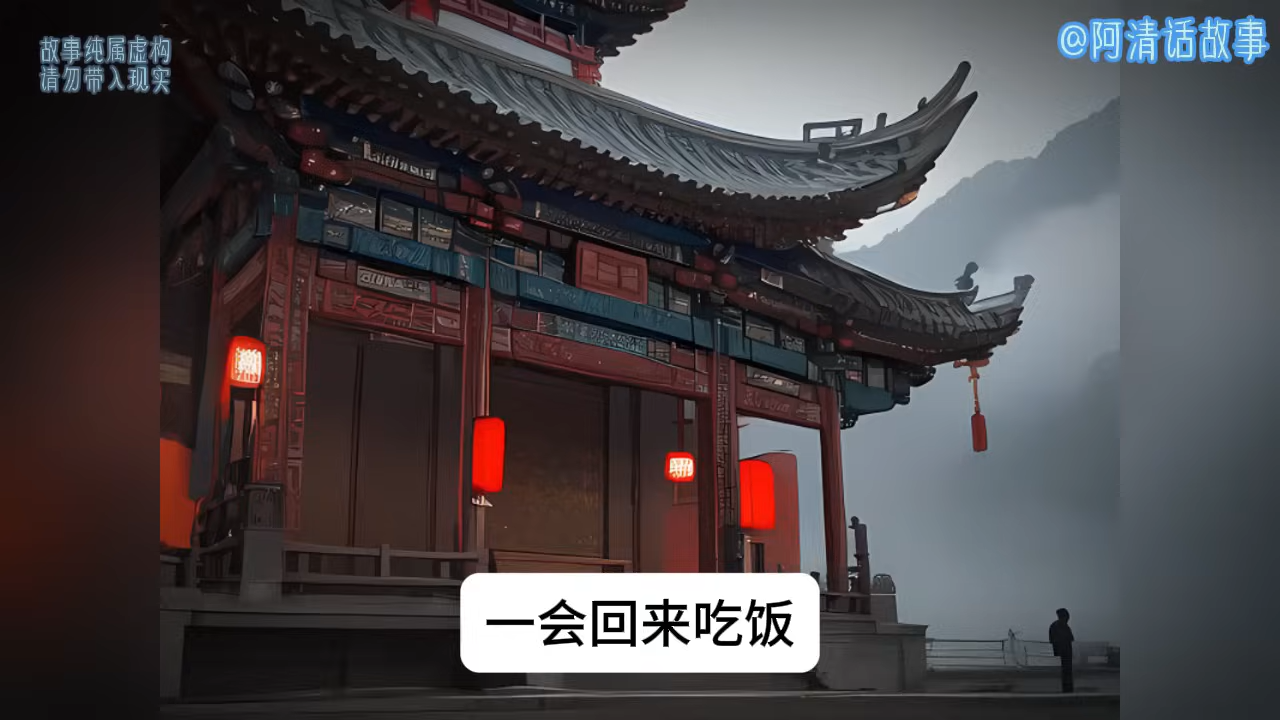 故事纯属虚构
请勿带入现实
@阿清话故事
一会回来吃饭